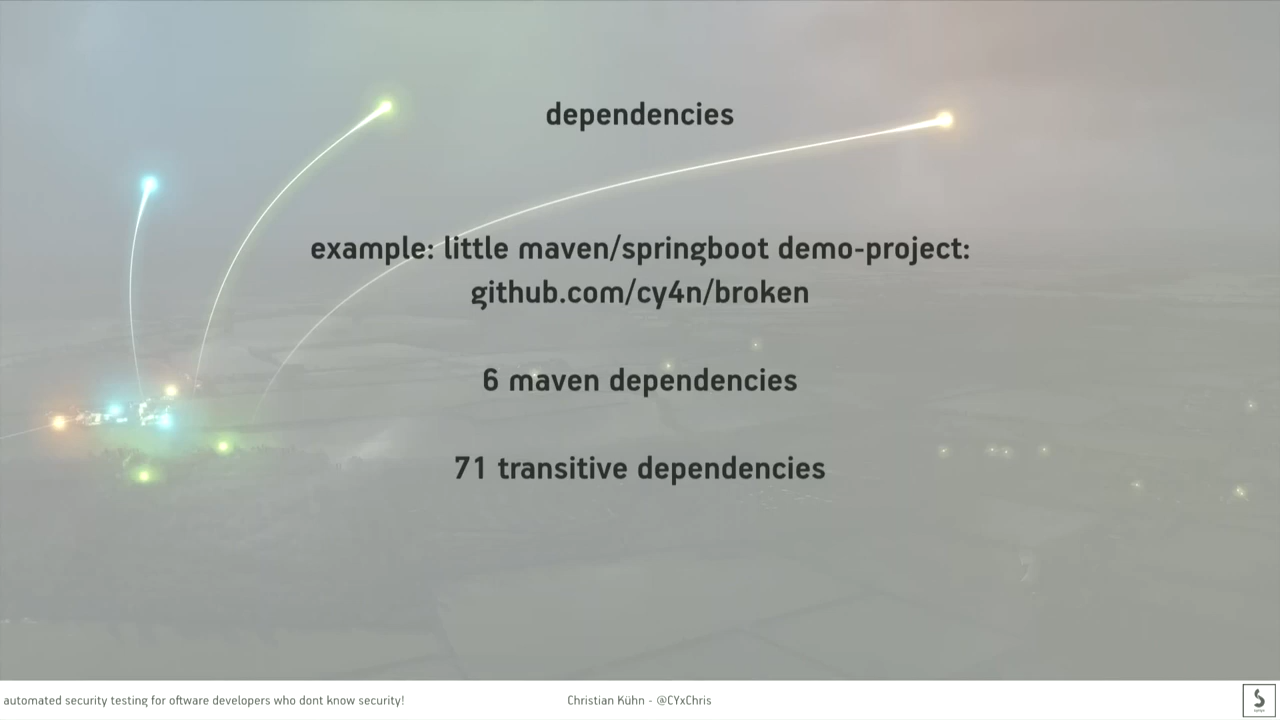 dependencies
example: little maven/springboot demo-project:
github.com/cy4n/broken
6 maven dependencies
71 transitive dependencies
automated security testing for oftware developers who dont know security!
Christian Kühn - @CYxChris